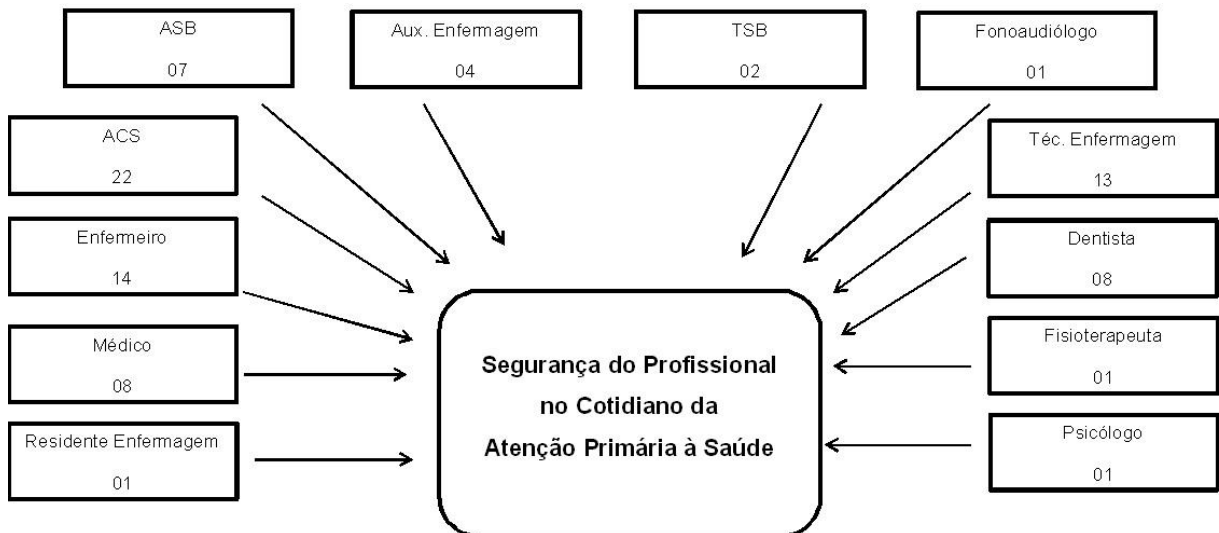 ASB
07
Aux. Enfermagem
04
TSB
02
Fonoaudiólogo
01
ACS
22
Téc. Enfermagem
13
Enfermeiro
14
Dentista
08
Médico
08
Fisioterapeuta
01
Residente Enfermagem
01
Psicólogo
01
Segurança do Profissional
no Cotidiano da
Atenção Primária à Saúde